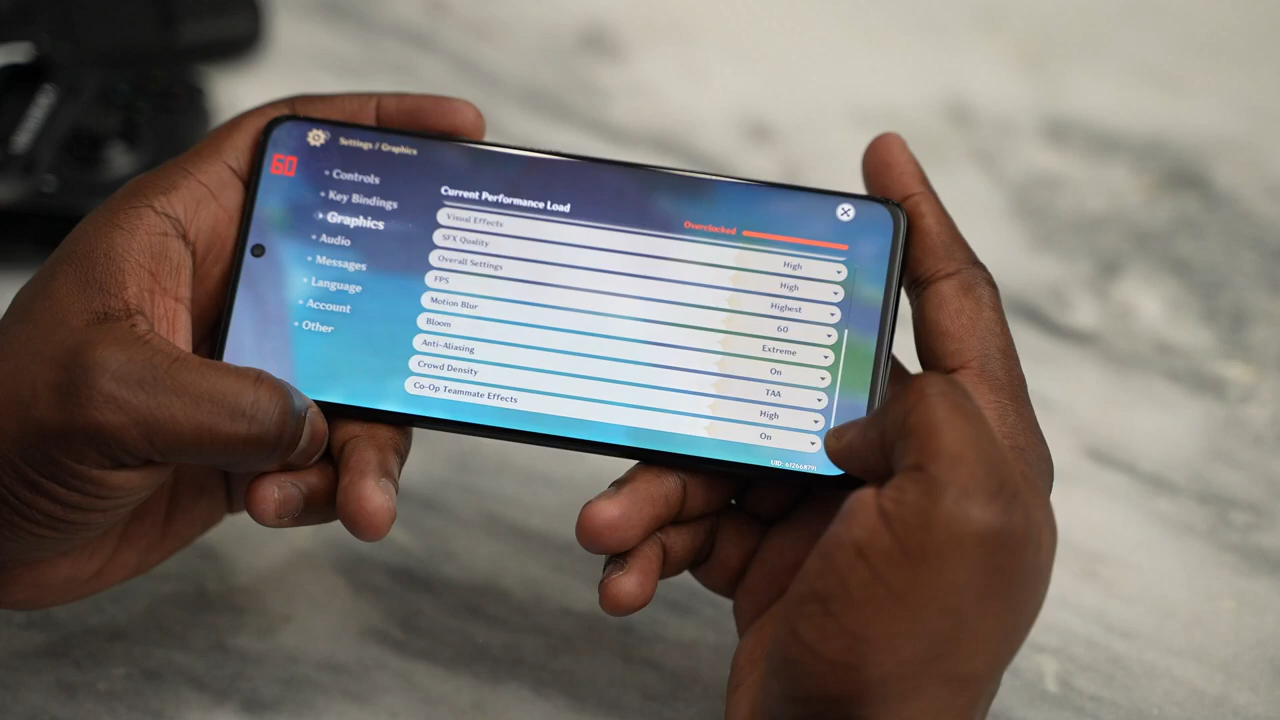 Settings / Graphics
60
Controls
Key Bindings
Graphics
Audio
Messages
Language
Account
Other
Current Performance Load
Overclocked
Visual Effects High
SFX Quality High
Overall Settings Highest
FPS 60
Motion Blur Extreme
Bloom On
Anti-Aliasing TAA
Crowd Density High
Co-Op Teammate Effects On